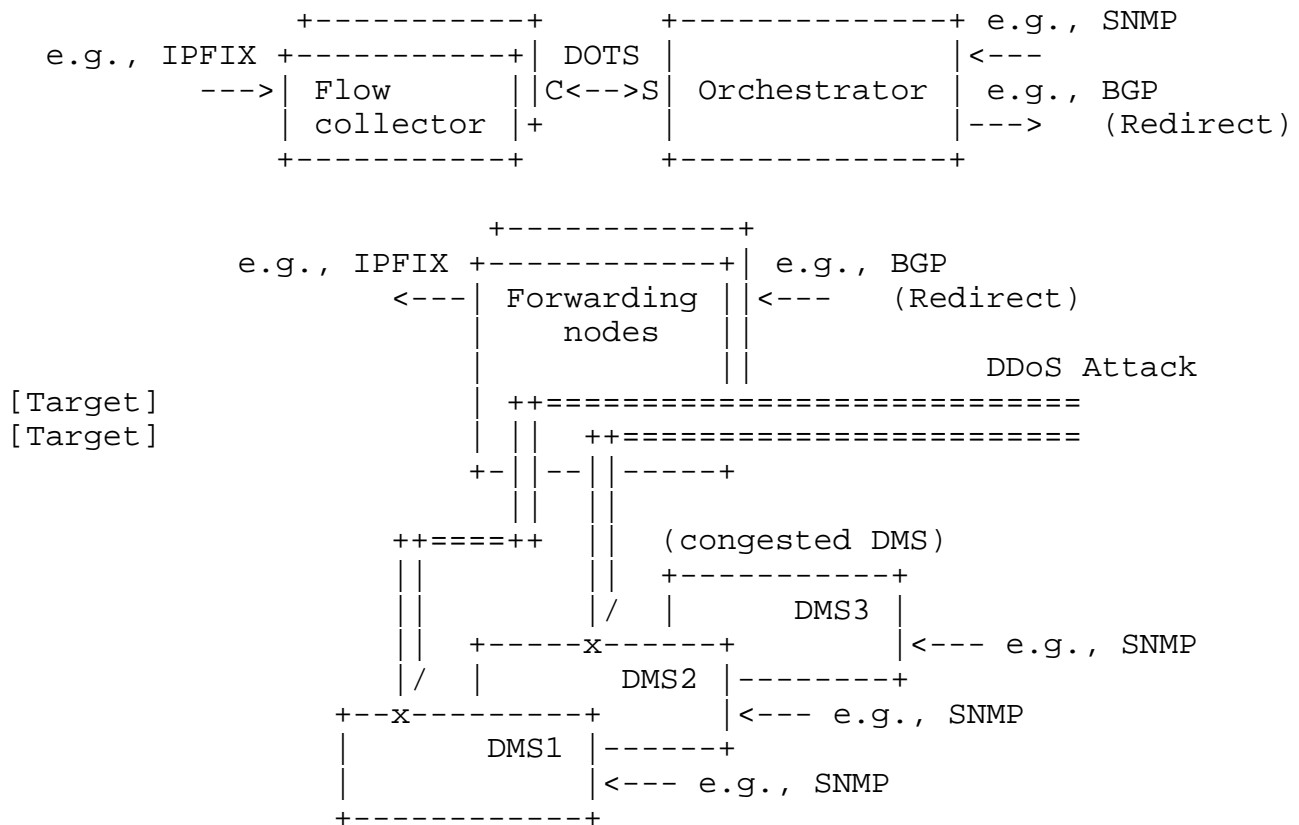 e.g., SNMP
e.g., IPFIX DOTS <---
---> Flow C<-->S Orchestrator e.g., BGP
collector ---> (Redirect)
e.g., IPFIX e.g., BGP
<--- Forwarding <--- (Redirect)
nodes
DDoS Attack
[Target]
[Target]
(congested DMS)
DMS3
x <--- e.g., SNMP
DMS2
x <--- e.g., SNMP
DMS1
<--- e.g., SNMP